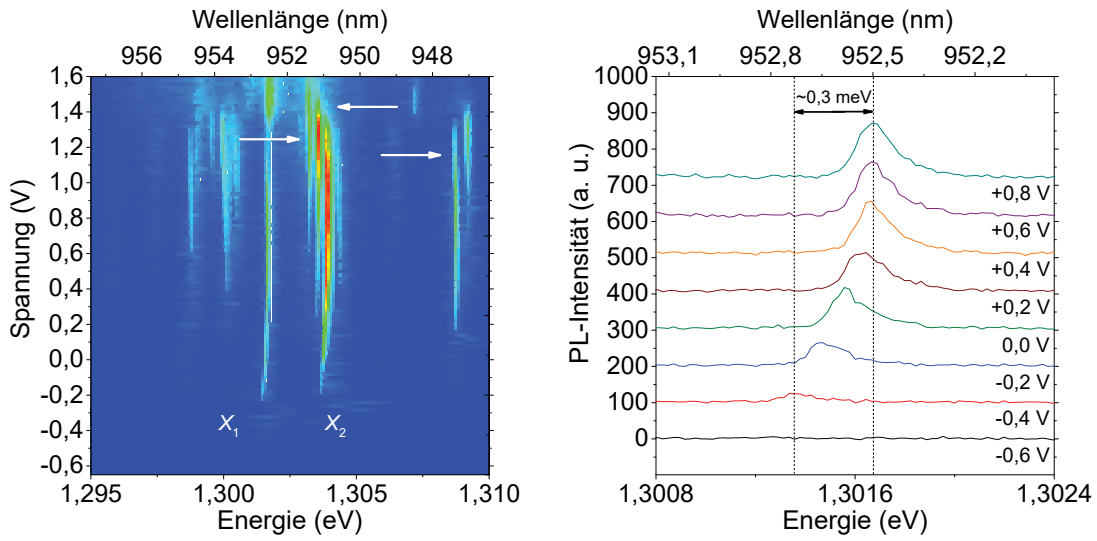 Wellenlänge (nm)
956 954 952 950 948
Spannung (V)
1,6
1,4
1,2
1,0
0,8
0,6
0,4
0,2
0,0
-0,2
-0,4
-0,6
X1
X2
1,295 1,300 1,305 1,310
Energie (eV)
Wellenlänge (nm)
953,1 952,8 952,5 952,2
PL-Intensität (a. u.)
1000
900
800
700
600
500
400
300
200
100
0
~0,3 meV
+0,8 V
+0,6 V
+0,4 V
+0,2 V
0,0 V
-0,2 V
-0,4 V
-0,6 V
1,3008 1,3016 1,3024
Energie (eV)